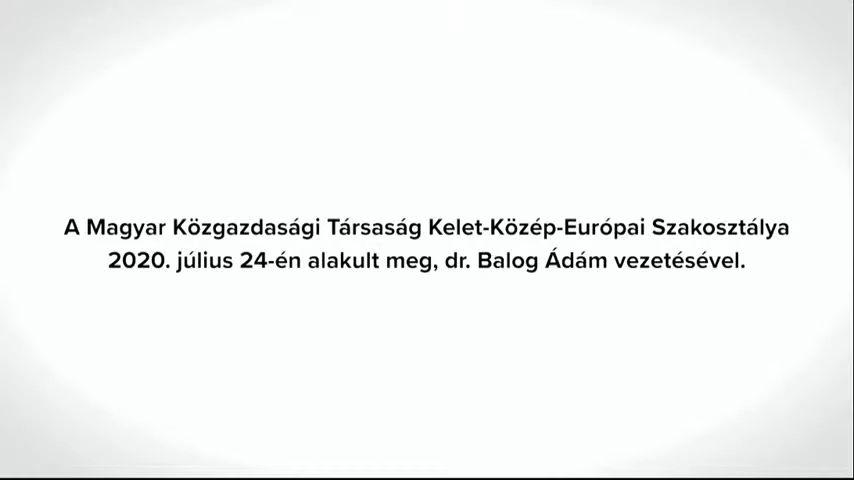 A Magyar Közgazdasági Társaság Kelet-Közép-Európai Szakosztálya
2020. július 24-én alakult meg, dr. Balog Ádám vezetésével.